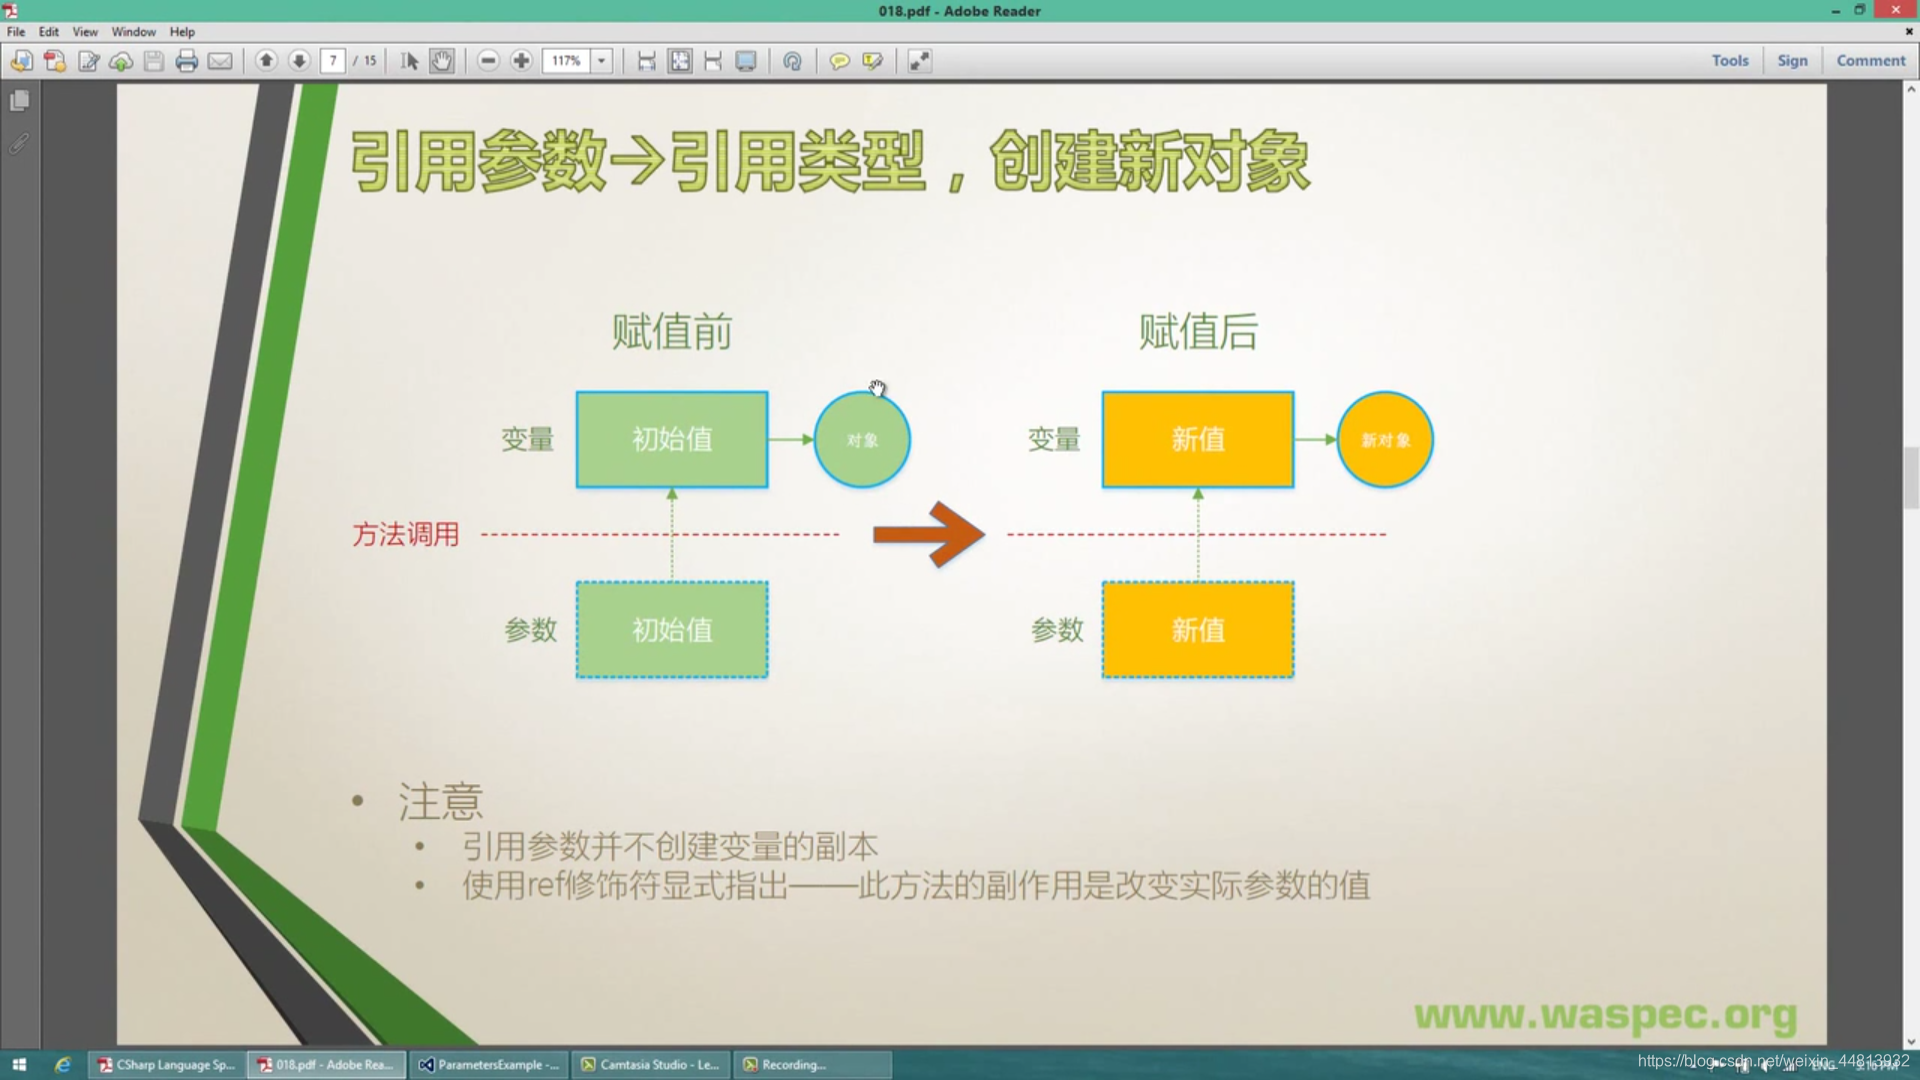 018.pdf - Adobe Reader
File Edit View Window Help
7 / 15
117%
Tools Sign Comment
引用参数→引用类型，创建新对象
赋值前 赋值后
变量 初始值 对象 变量 新值 新对象
方法调用
参数 初始值 参数 新值
• 注意
• 引用参数并不创建变量的副本
• 使用ref修饰符显式指出——此方法的副作用是改变实际参数的值
www.waspec.org
CSharp Language Sp... 018.pdf - Adobe Rea... ParametersExample -... Camtasia Studio - Le... Recording...
https://blog.csdn.net/weixin_44813932